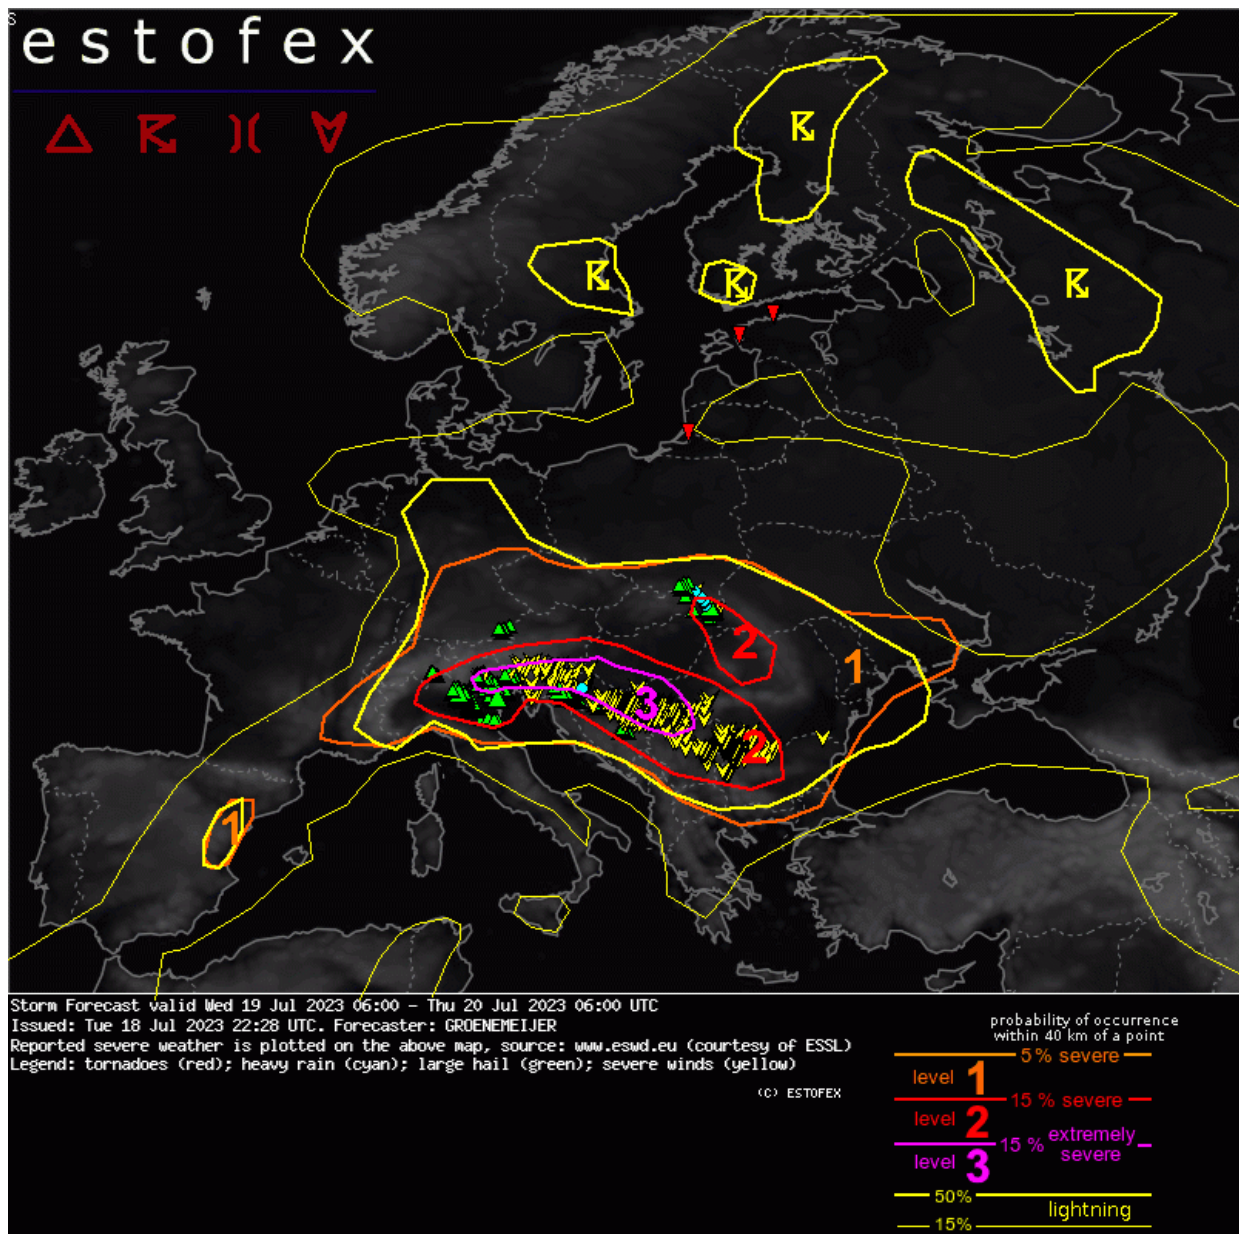 S
estofex
1
2
3
2
1
Storm Forecast valid Wed 19 Jul 2023 06:00 - Thu 20 Jul 2023 06:00 UTC
Issued: Tue 18 Jul 2023 22:28 UTC. Forecaster: GROENEMEIJER
Reported severe weather is plotted on the above map, source: www.eswd.eu (courtesy of ESSL)
Legend: tornadoes (red); heavy rain (cyan); large hail (green); severe winds (yellow)
(C) ESTOFEX
probability of occurrence
within 40 km of a point
5% severe
level 1
15 % severe
level 2
15 % extremely severe
level 3
50%
lightning
15%